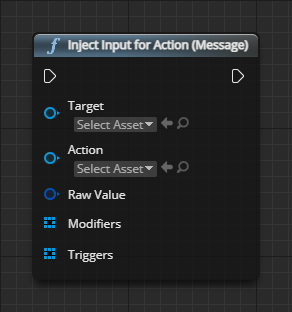 Inject Input for Action (Message)
Target
Select Asset
Action
Select Asset
Raw Value
Modifiers
Triggers